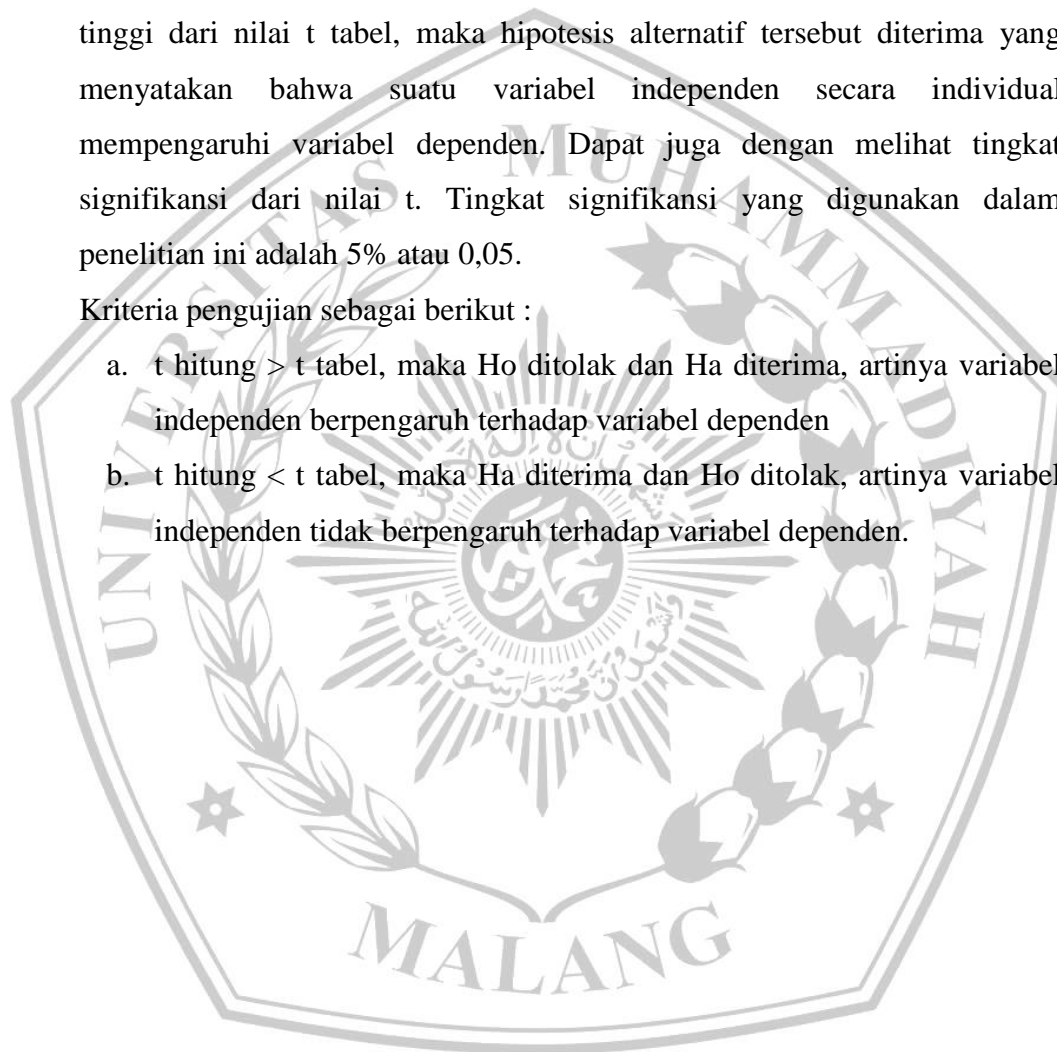 tinggi dari nilai t tabel, maka hipotesis alternatif tersebut diterima yang
menyatakan bahwa suatu variabel independen secara individual
mempengaruhi variabel dependen. Dapat juga dengan melihat tingkat
signifikansi dari nilai t. Tingkat signifikansi yang digunakan dalam
penelitian ini adalah 5% atau 0,05.
Kriteria pengujian sebagai berikut :
a. t hitung > t tabel, maka Ho ditolak dan Ha diterima, artinya variabel
independen berpengaruh terhadap variabel dependen
b. t hitung < t tabel, maka Ha diterima dan Ho ditolak, artinya variabel
independen tidak berpengaruh terhadap variabel dependen.
UNIVERSITAS MUHAMMADIYAH
MALANG